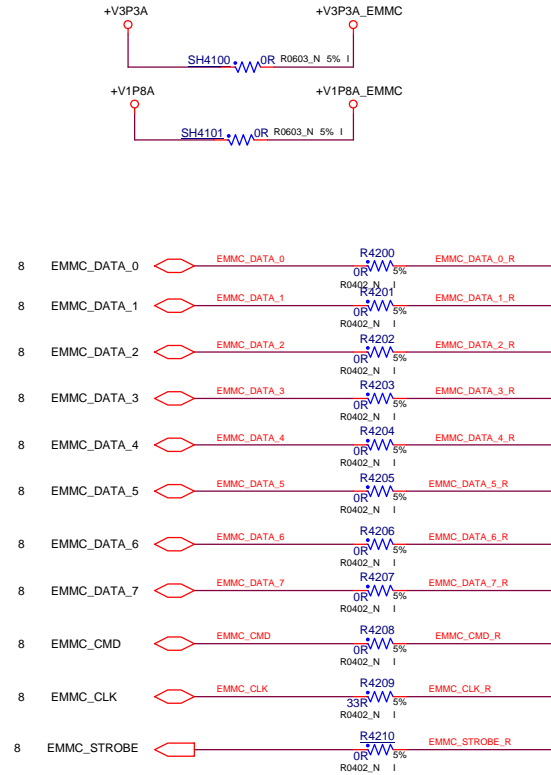 +V3P3A +V3P3A_EMMC
SH4100 0R R0603_N 5% I
+V1P8A +V1P8A_EMMC
SH4101 0R R0603_N 5% I
8 EMMC_DATA_0 EMMC_DATA_0 R4200 EMMC_DATA_0_R
0R 5%
R0402_N I
8 EMMC_DATA_1 EMMC_DATA_1 R4201 EMMC_DATA_1_R
0R 5%
R0402_N I
8 EMMC_DATA_2 EMMC_DATA_2 R4202 EMMC_DATA_2_R
0R 5%
R0402_N I
8 EMMC_DATA_3 EMMC_DATA_3 R4203 EMMC_DATA_3_R
0R 5%
R0402_N I
8 EMMC_DATA_4 EMMC_DATA_4 R4204 EMMC_DATA_4_R
0R 5%
R0402_N I
8 EMMC_DATA_5 EMMC_DATA_5 R4205 EMMC_DATA_5_R
0R 5%
R0402_N I
8 EMMC_DATA_6 EMMC_DATA_6 R4206 EMMC_DATA_6_R
0R 5%
R0402_N I
8 EMMC_DATA_7 EMMC_DATA_7 R4207 EMMC_DATA_7_R
0R 5%
R0402_N I
8 EMMC_CMD EMMC_CMD R4208 EMMC_CMD_R
0R 5%
R0402_N I
8 EMMC_CLK EMMC_CLK R4209 EMMC_CLK_R
33R 5%
R0402_N I
8 EMMC_STROBE R4210 EMMC_STROBE_R
0R 5%
R0402_N I